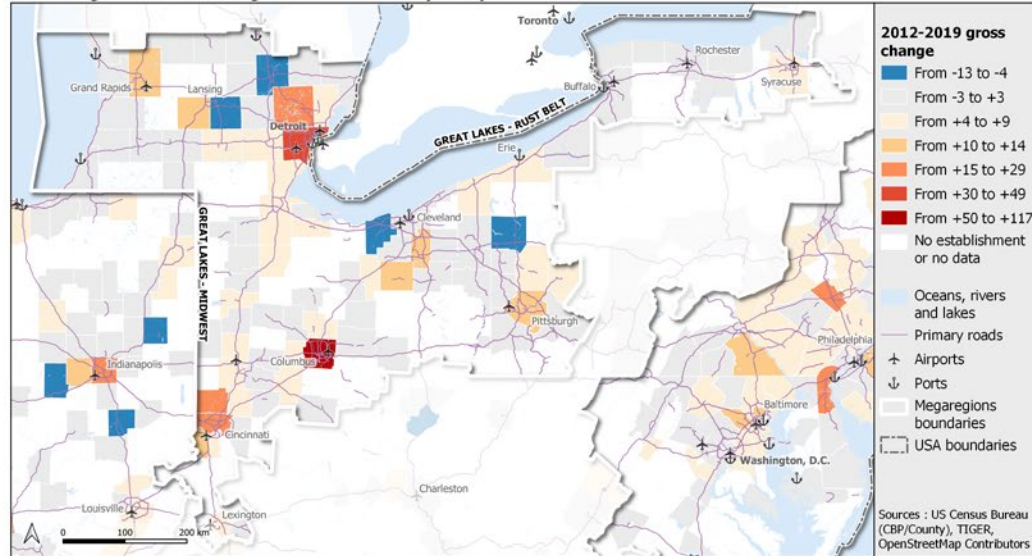 Toronto
Rochester
Buffalo
Syracuse
Grand Rapids
Lansing
Detroit
GREAT LAKES - RUST BELT
Erie
Cleveland
GREAT LAKES - MIDWEST
Pittsburgh
Philadelphia
Indianapolis
Columbus
Baltimore
Cincinnati
Washington, D.C.
Charleston
Louisville
Lexington
0 100 200 km
2012-2019 gross
change
From -13 to -4
From -3 to +3
From +4 to +9
From +10 to +14
From +15 to +29
From +30 to +49
From +50 to +117
No establishment
or no data
Oceans, rivers
and lakes
Primary roads
Airports
Ports
Megaregions
boundaries
USA boundaries
Sources : US Census Bureau
(CBP/County), TIGER,
OpenStreetMap Contributors